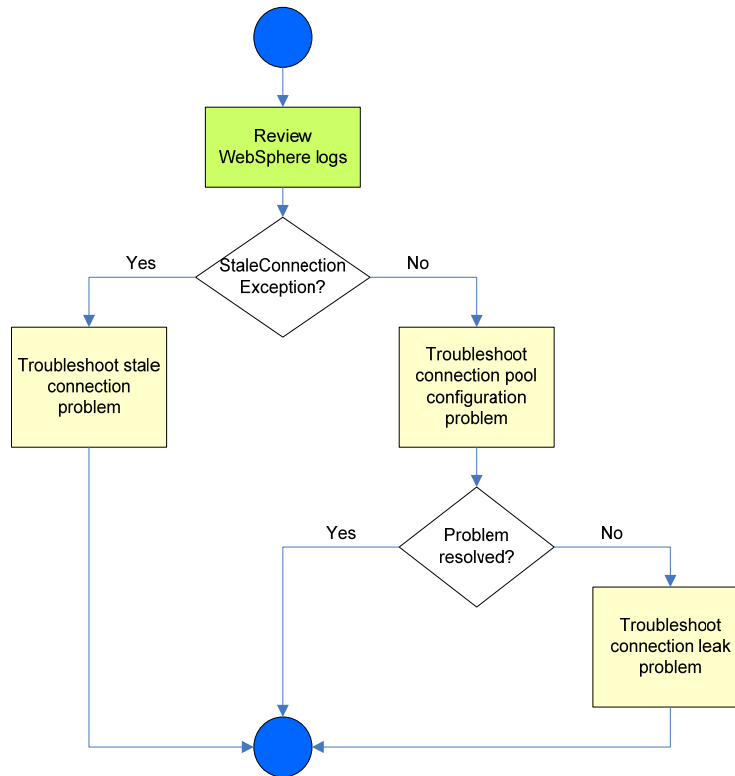 Review
WebSphere logs
Yes
StaleConnection
Exception?
No
Troubleshoot stale
connection
problem
Troubleshoot
connection pool
configuration
problem
Yes
Problem
resolved?
No
Troubleshoot
connection leak
problem